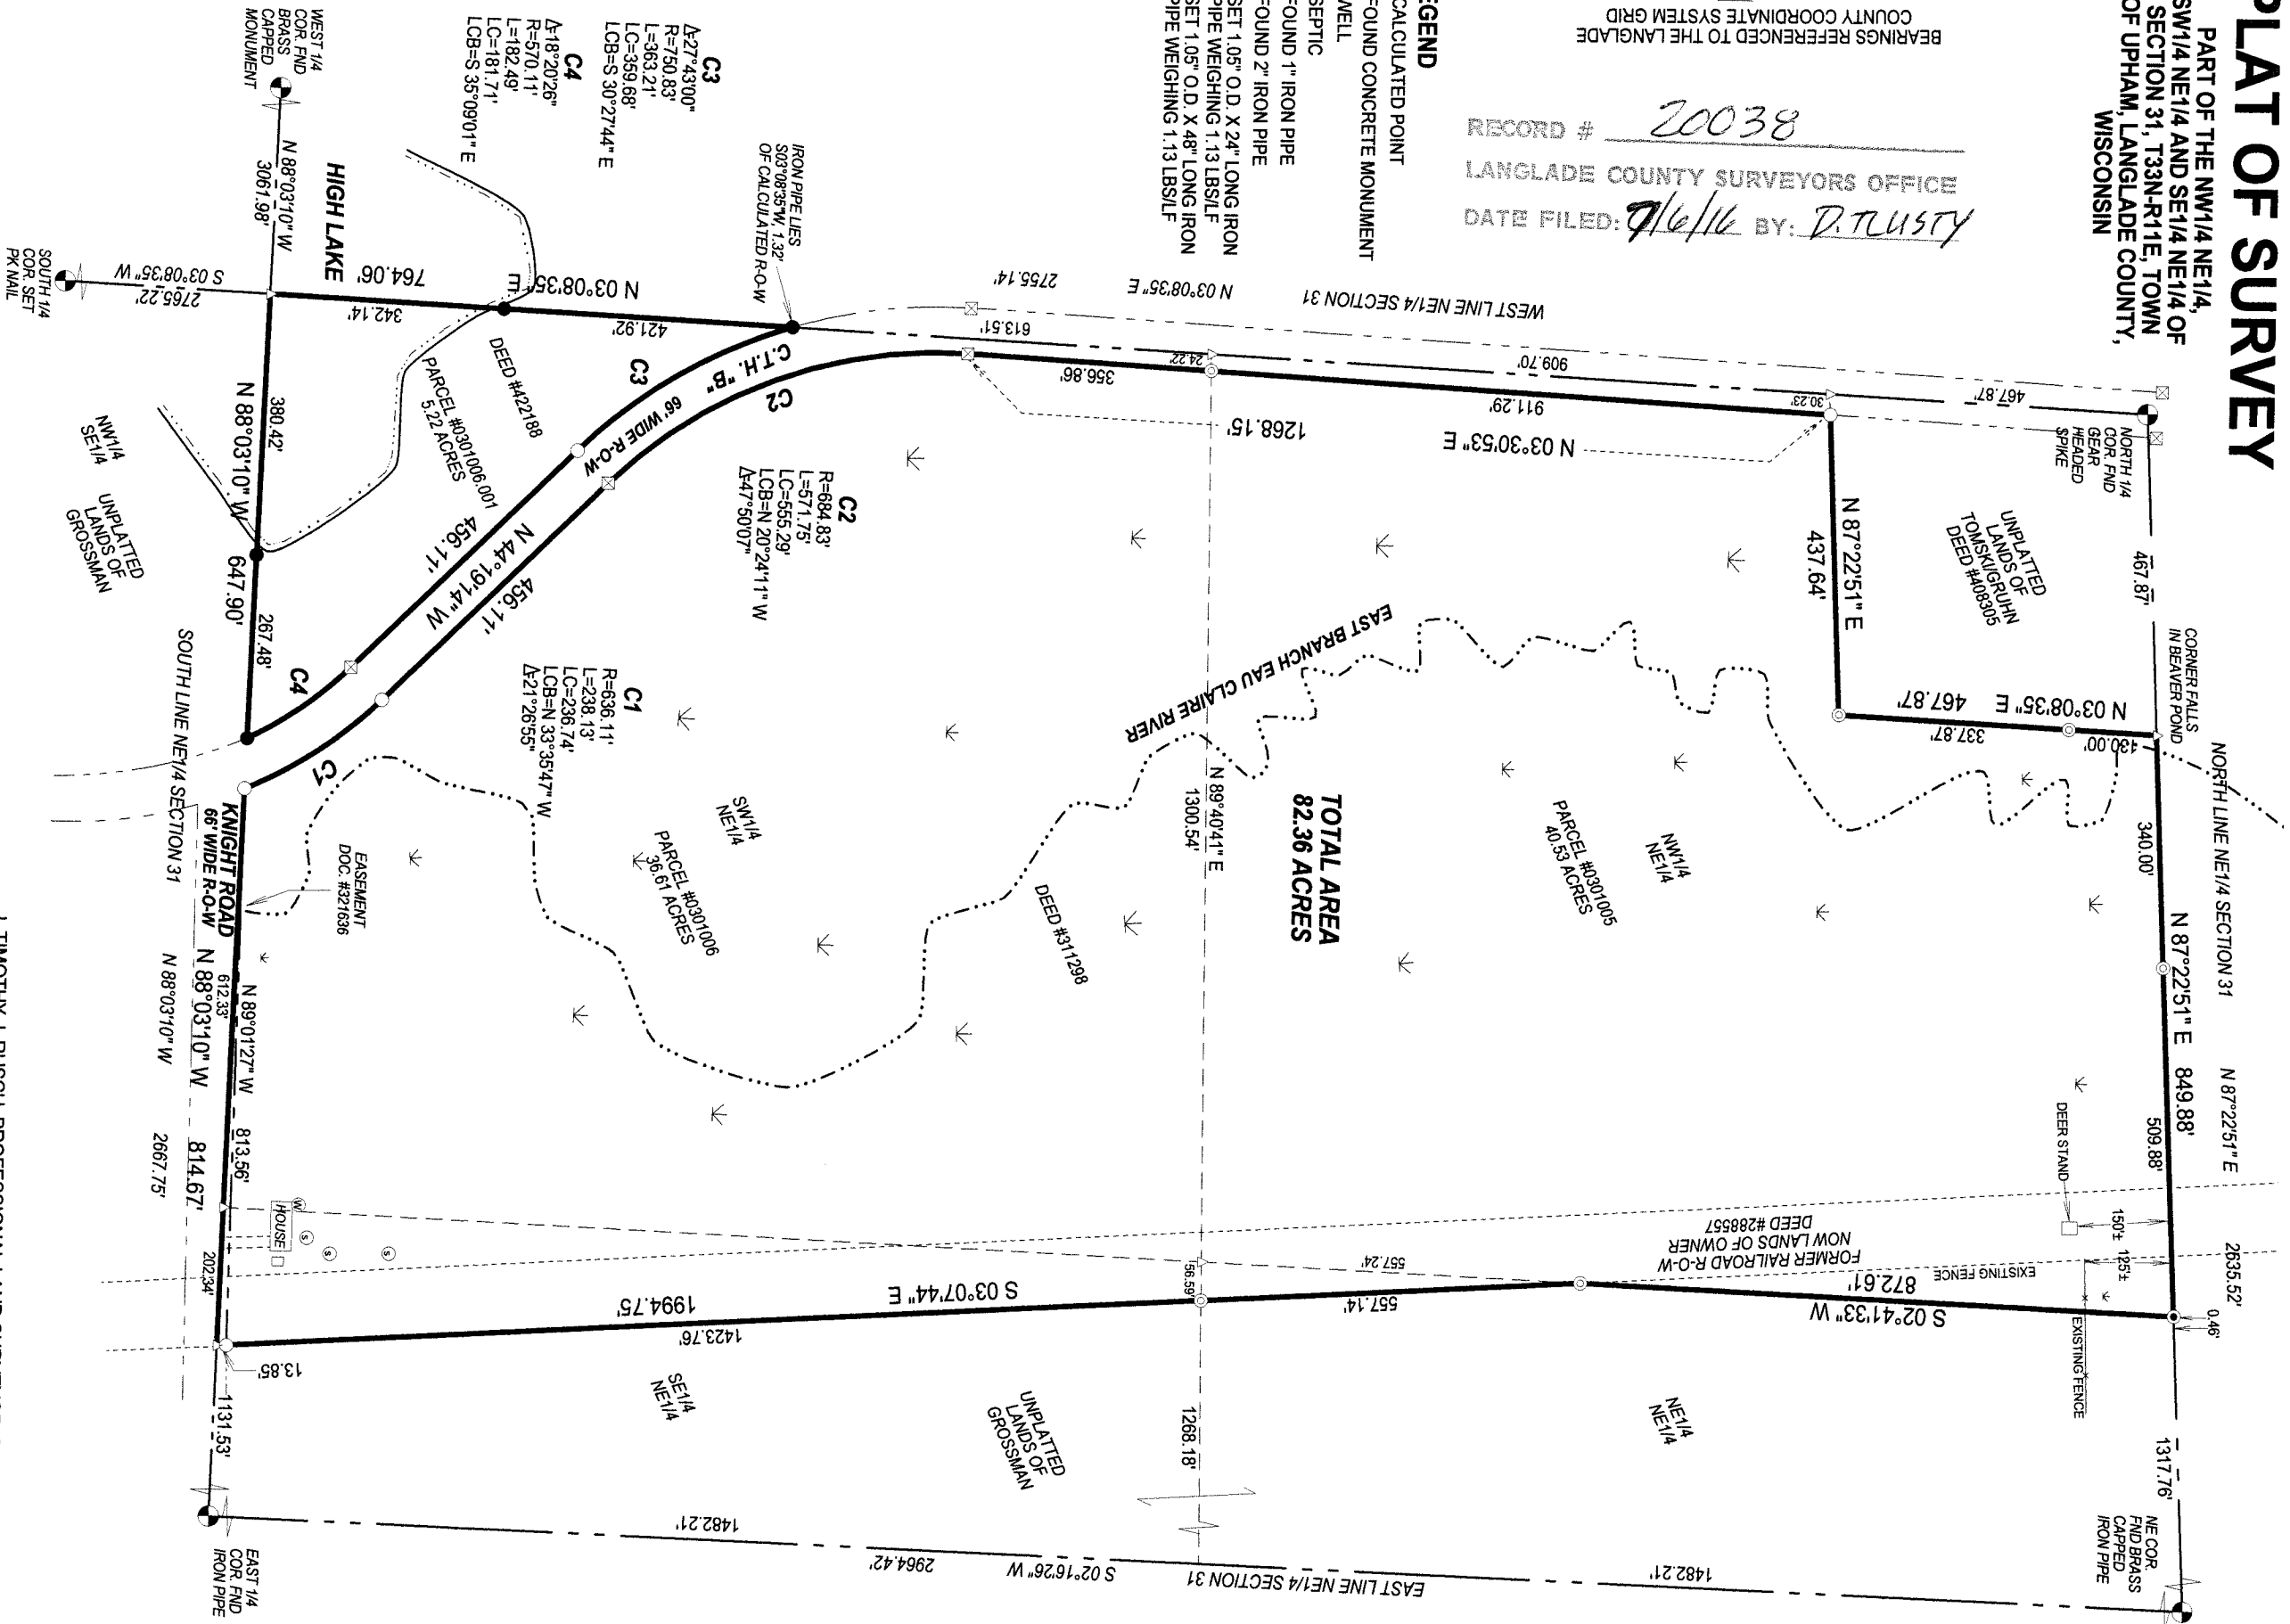 PLAT OF SURVEY
PART OF THE NW1/4 NE1/4,
SW1/4 NE1/4 AND SE1/4 NE1/4 OF
SECTION 31, T33N-R11E, TOWN
OF UPHAM, LANGLADE COUNTY,
WISCONSIN
BEARINGS REFERENCED TO THE LANGLADE
COUNTY COORDINATE SYSTEM GRID
RECORD # 20038
LANGLADE COUNTY SURVEYORS OFFICE
DATE FILED: 7/6/16 BY: D.TLUSTY
EGEND
CALCULATED POINT
FOUND CONCRETE MONUMENT
WELL
SEPTIC
FOUND 1" IRON PIPE
FOUND 2" IRON PIPE
SET 1.05" O.D. X 24" LONG IRON
PIPE WEIGHING 1.13 LBS/LF
SET 1.05" O.D. X 48" LONG IRON
PIPE WEIGHING 1.13 LBS/LF
C3
Δ=27°43'00"
R=750.83'
L=363.21'
LC=359.68'
LCB=S 30°27'44" E
C4
Δ=18°20'26"
R=570.11'
L=182.49'
LC=181.71'
LCB=S 35°09'01" E
WEST 1/4
COR. FND
BRASS
CAPPED
MONUMENT
N 88°03'10" W
3061.98'
HIGH LAKE
SOUTH 1/4
COR. SET
PK NAIL
S 03°08'35" W
2765.22'
IRON PIPE LIES
S03°08'35"W, 1.32'
OF CALCULATED R-O-W
N 03°08'35" E
764.06'
342.14'
421.92'
DEED #422188
PARCEL #0301006.001
5.22 ACRES
380.42'
N 88°03'10" W
647.90'
267.48'
NW1/4
SE1/4
UNPLATTED
LANDS OF
GROSSMAN
SOUTH LINE NE1/4 SECTION 31
C3
C.T.H. "B"
66' WIDE R-O-W
C2
456.11'
N 44°19'14" W
456.11'
C4
C1
C2
R=684.83'
L=571.75'
LC=555.29'
LCB=N 20°24'11" W
Δ=47°50'07"
C1
R=636.11'
L=238.13'
LC=236.74'
LCB=N 33°35'47" W
Δ=21°26'55"
WEST LINE NE1/4 SECTION 31
N 03°08'35" E
2755.14'
613.51'
909.70'
467.87'
24.22'
30.23'
356.86'
911.29'
1268.15'
N 03°30'53" E
NORTH 1/4
COR. FND
GEAR
HEADED
SPIKE
UNPLATTED
LANDS OF
TOMSKI/GRUHN
DEED #408305
467.87'
N 87°22'51" E
437.64'
N 03°08'35" E 467.87'
337.87'
130.00'
CORNER FALLS
IN BEAVER POND
NORTH LINE NE1/4 SECTION 31
N 87°22'51" E
2635.52'
340.00'
N 87°22'51" E 849.88'
509.88'
EAST BRANCH EAU CLAIRE RIVER
N 89°40'41" E
1300.54'
TOTAL AREA
82.36 ACRES
NW1/4
NE1/4
PARCEL #0301005
40.53 ACRES
SW1/4
NE1/4
PARCEL #0301006
36.61 ACRES
DEED #311298
DEER STAND
150'±
125'±
0.46'
EXISTING FENCE
EXISTING FENCE
FORMER RAILROAD R-O-W
NOW LANDS OF OWNER
DEED #288557
S 02°41'33" W
872.61'
557.24'
557.14'
56.59'
S 03°07'44" E
1994.75'
1423.76'
HOUSE
W
S
S
S
EASEMENT
DOC. #321636
KNIGHT ROAD
66' WIDE R-O-W
N 89°01'27" W
813.56'
612.33'
N 88°03'10" W
814.67'
202.34'
N 88°03'10" W
2667.75'
13.85'
1131.53'
SE1/4
NE1/4
UNPLATTED
LANDS OF
GROSSMAN
1268.18'
NE1/4
NE1/4
1317.76'
NE COR.
FND BRASS
CAPPED
IRON PIPE
1482.21'
2964.42'
S 02°16'26" W
EAST LINE NE1/4 SECTION 31
1482.21'
EAST 1/4
COR. FND
IRON PIPE